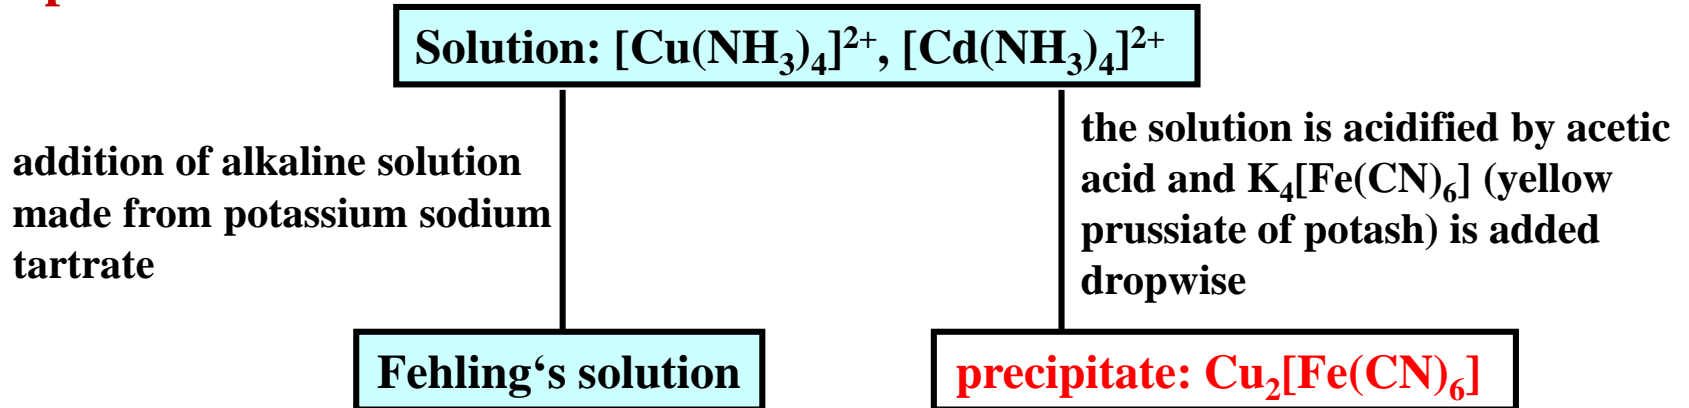 Solution: [Cu(NH₃)₄]²⁺, [Cd(NH₃)₄]²⁺
addition of alkaline solution
made from potassium sodium
tartrate
the solution is acidified by acetic
acid and K₄[Fe(CN)₆] (yellow
prussiate of potash) is added
dropwise
Fehling‘s solution
precipitate: Cu₂[Fe(CN)₆]